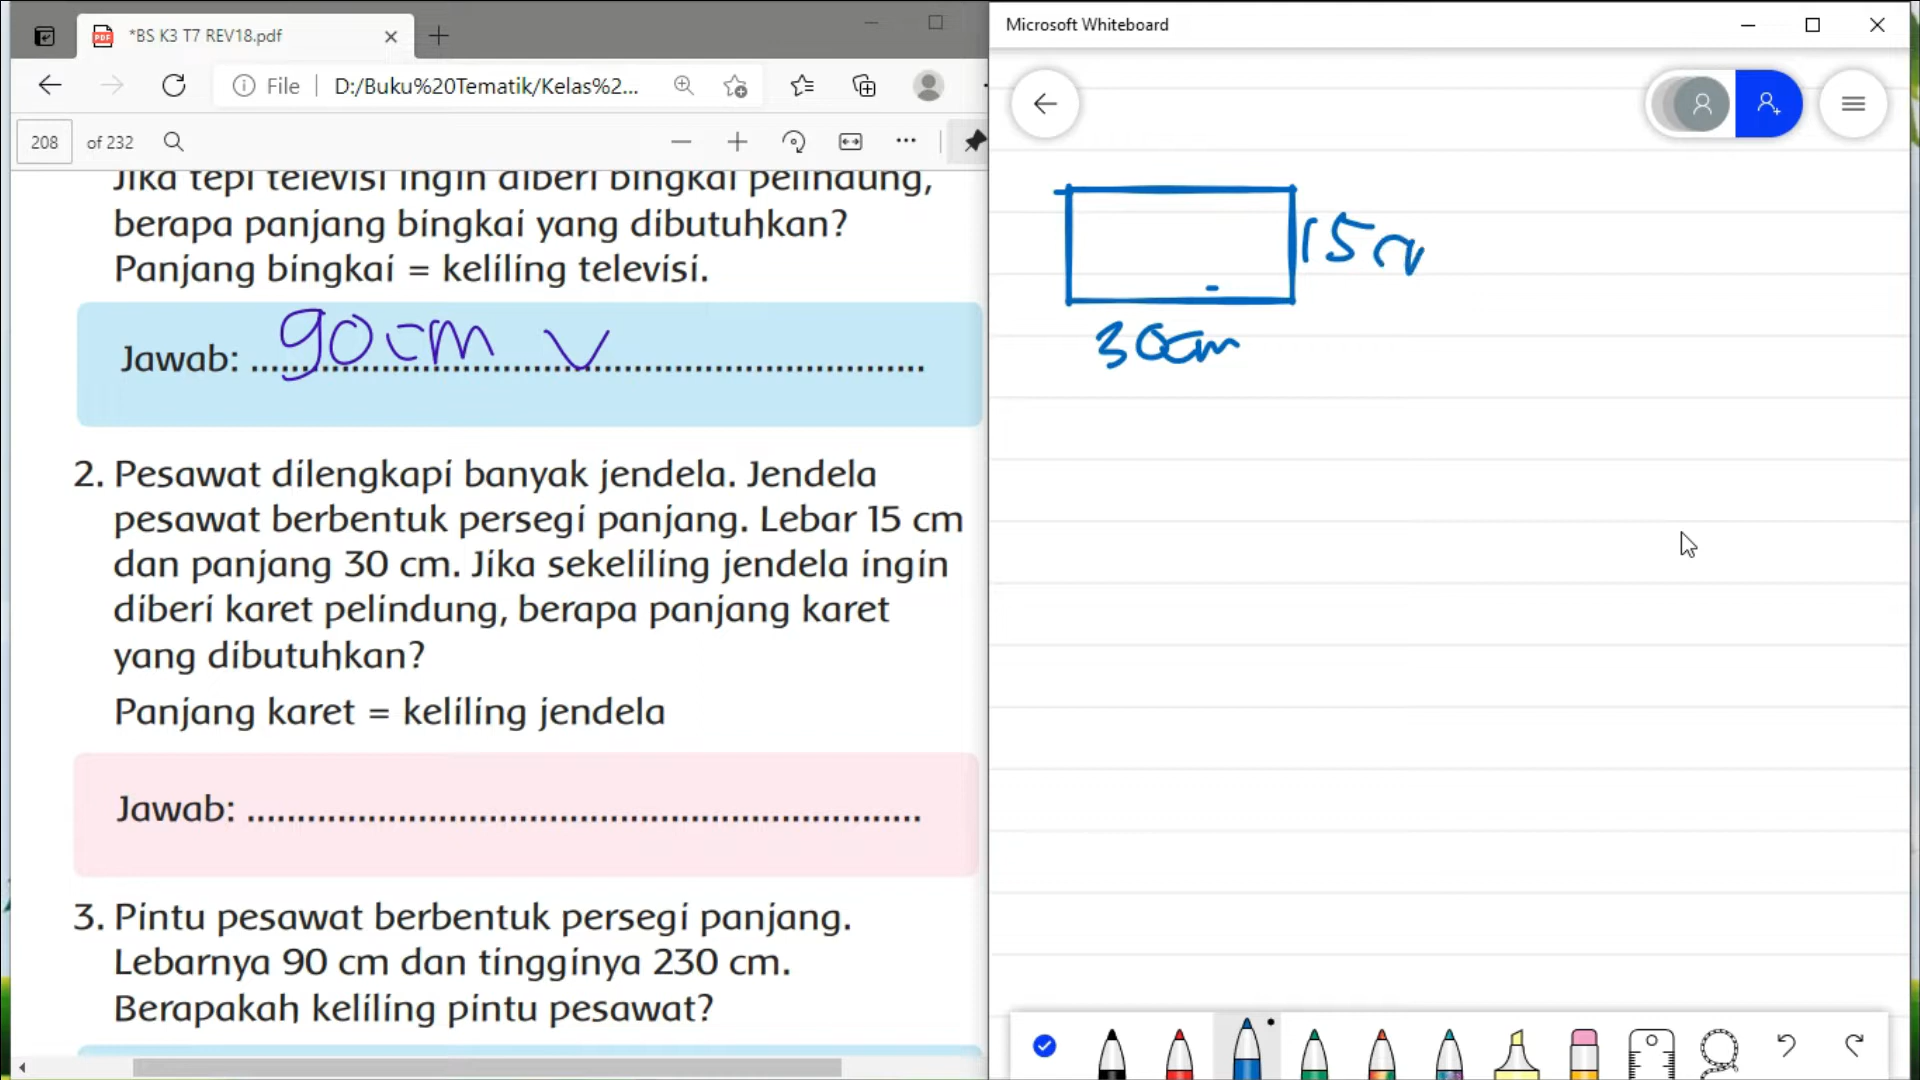 *BS K3 T7 REV18.pdf
File
D:/Buku%20Tematik/Kelas%2...
208 of 232
Jika tepi televisi ingin diberi bingkai pelindung,
berapa panjang bingkai yang dibutuhkan?
Panjang bingkai = keliling televisi.
Jawab: 90 cm
2. Pesawat dilengkapi banyak jendela. Jendela
pesawat berbentuk persegi panjang. Lebar 15 cm
dan panjang 30 cm. Jika sekeliling jendela ingin
diberi karet pelindung, berapa panjang karet
yang dibutuhkan?
Panjang karet = keliling jendela
Jawab: ....................................................................
3. Pintu pesawat berbentuk persegi panjang.
Lebarnya 90 cm dan tingginya 230 cm.
Berapakah keliling pintu pesawat?
Microsoft Whiteboard
15 c
30cm